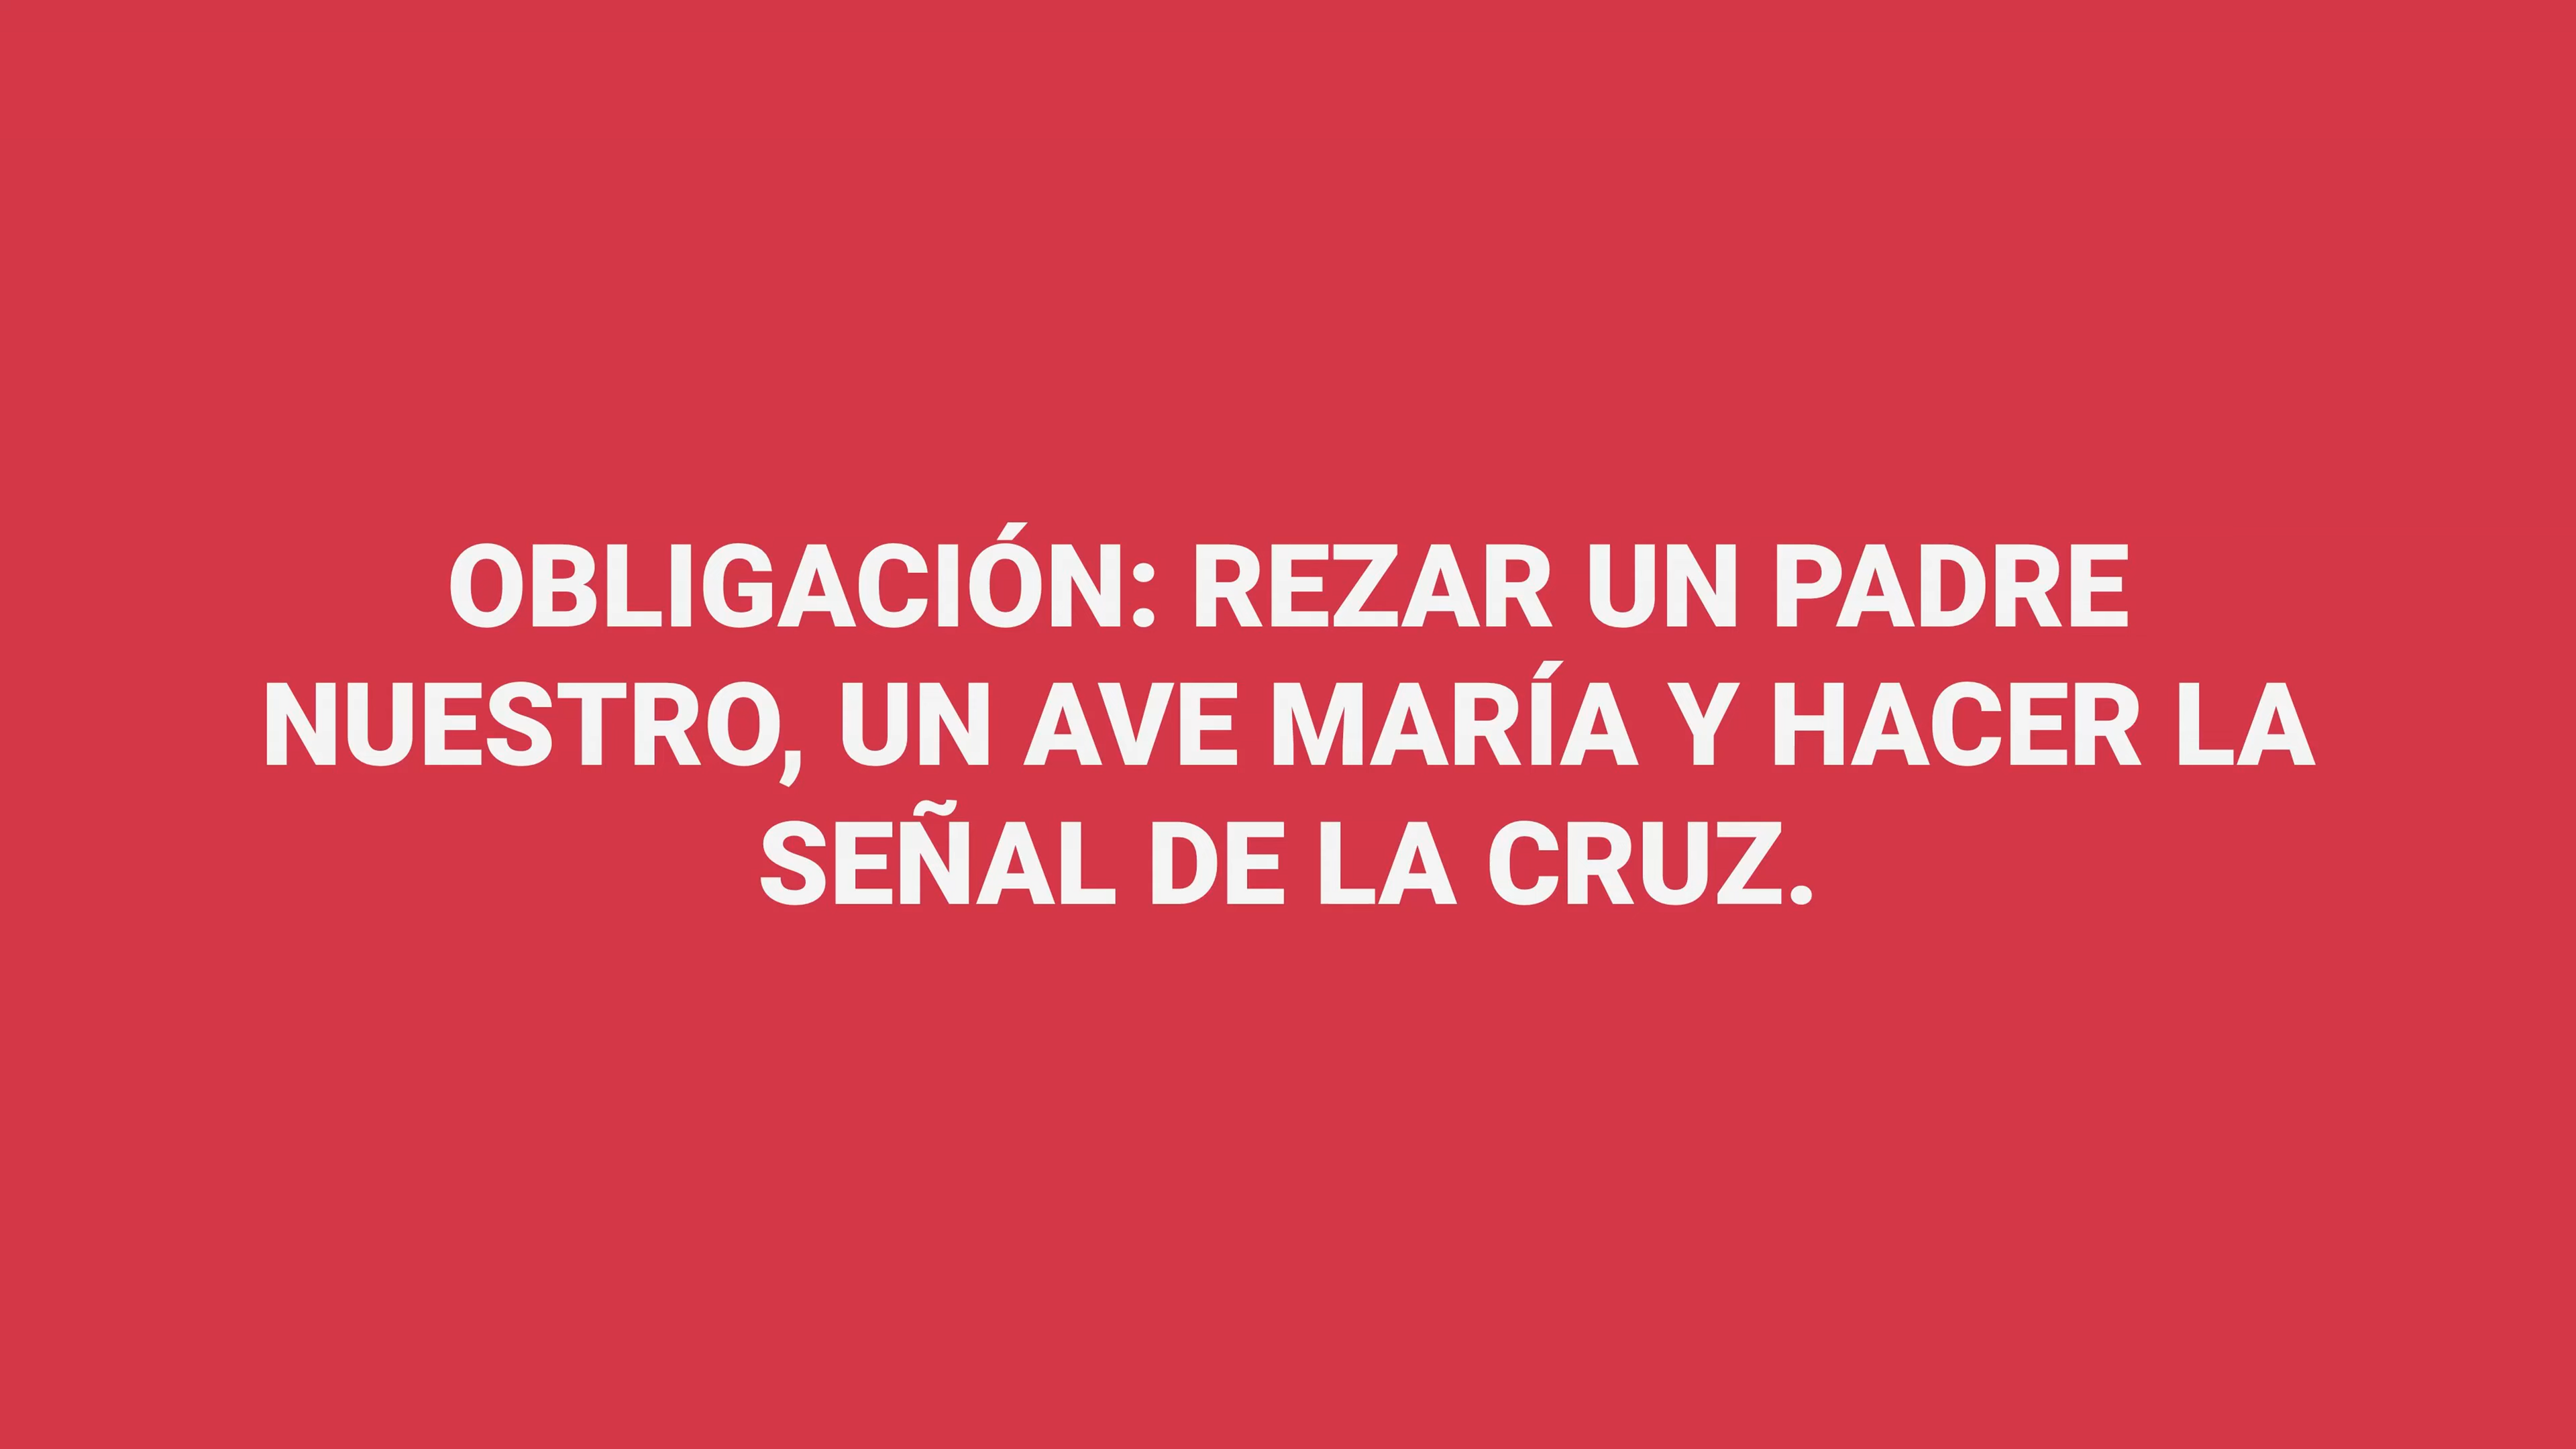 OBLIGACIÓN: REZAR UN PADRE
NUESTRO, UN AVE MARÍA Y HACER LA
SEÑAL DE LA CRUZ.